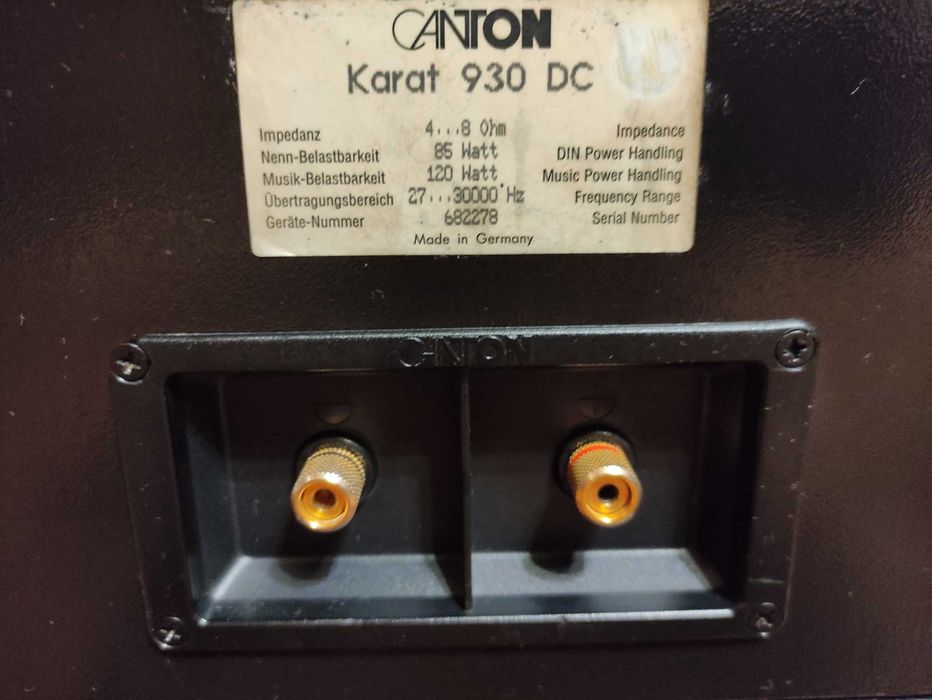 CANTON
Karat 930 DC
Impedanz 4...8 Ohm Impedance
Nenn-Belastbarkeit 85 Watt DIN Power Handling
Musik-Belastbarkeit 120 Watt Music Power Handling
Übertragungsbereich 27...30000 Hz Frequency Range
Geräte-Nummer 682278 Serial Number
Made in Germany
CANTON